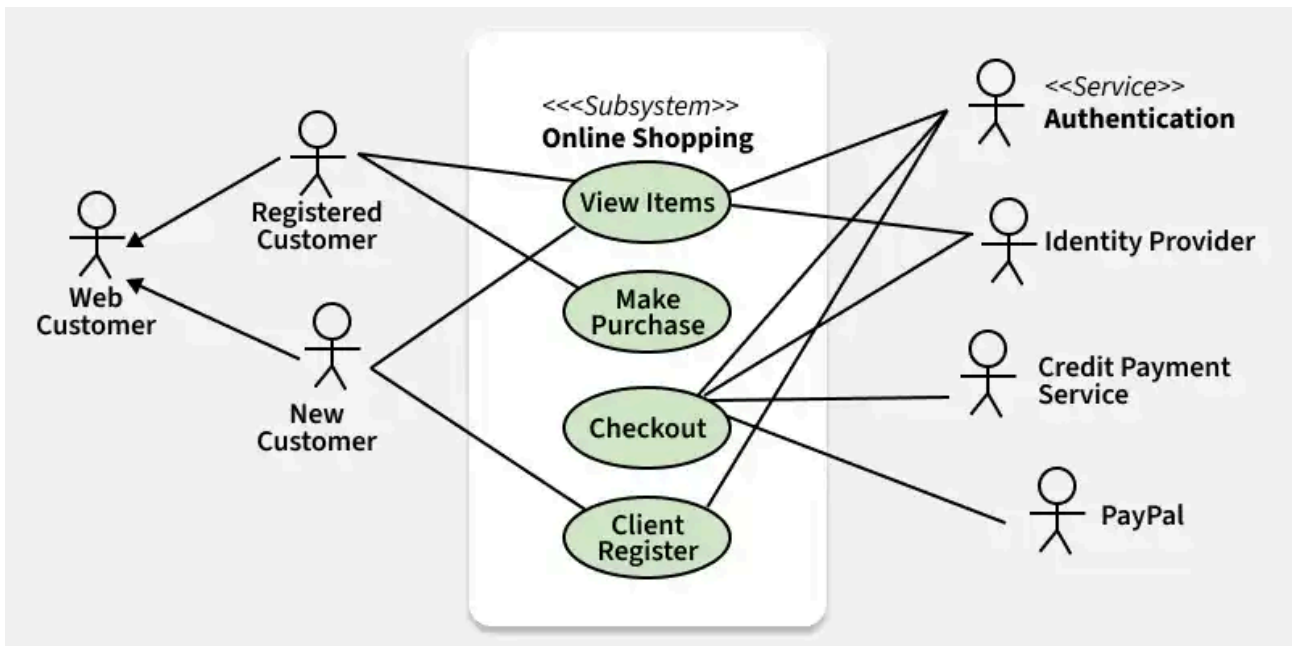 <<<Subsystem>>
Online Shopping
View Items
Make
Purchase
Checkout
Client
Register
Registered
Customer
Web
Customer
New
Customer
<<Service>>
Authentication
Identity Provider
Credit Payment
Service
PayPal